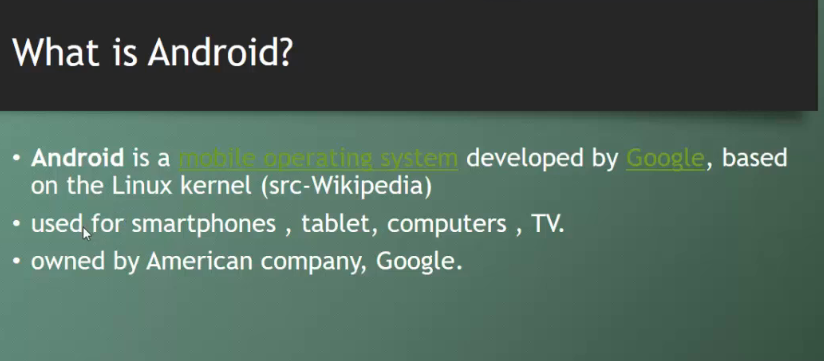 What is Android?
• Android is a mobile operating system developed by Google, based
on the Linux kernel (src-Wikipedia)
• used for smartphones , tablet, computers , TV.
• owned by American company, Google.